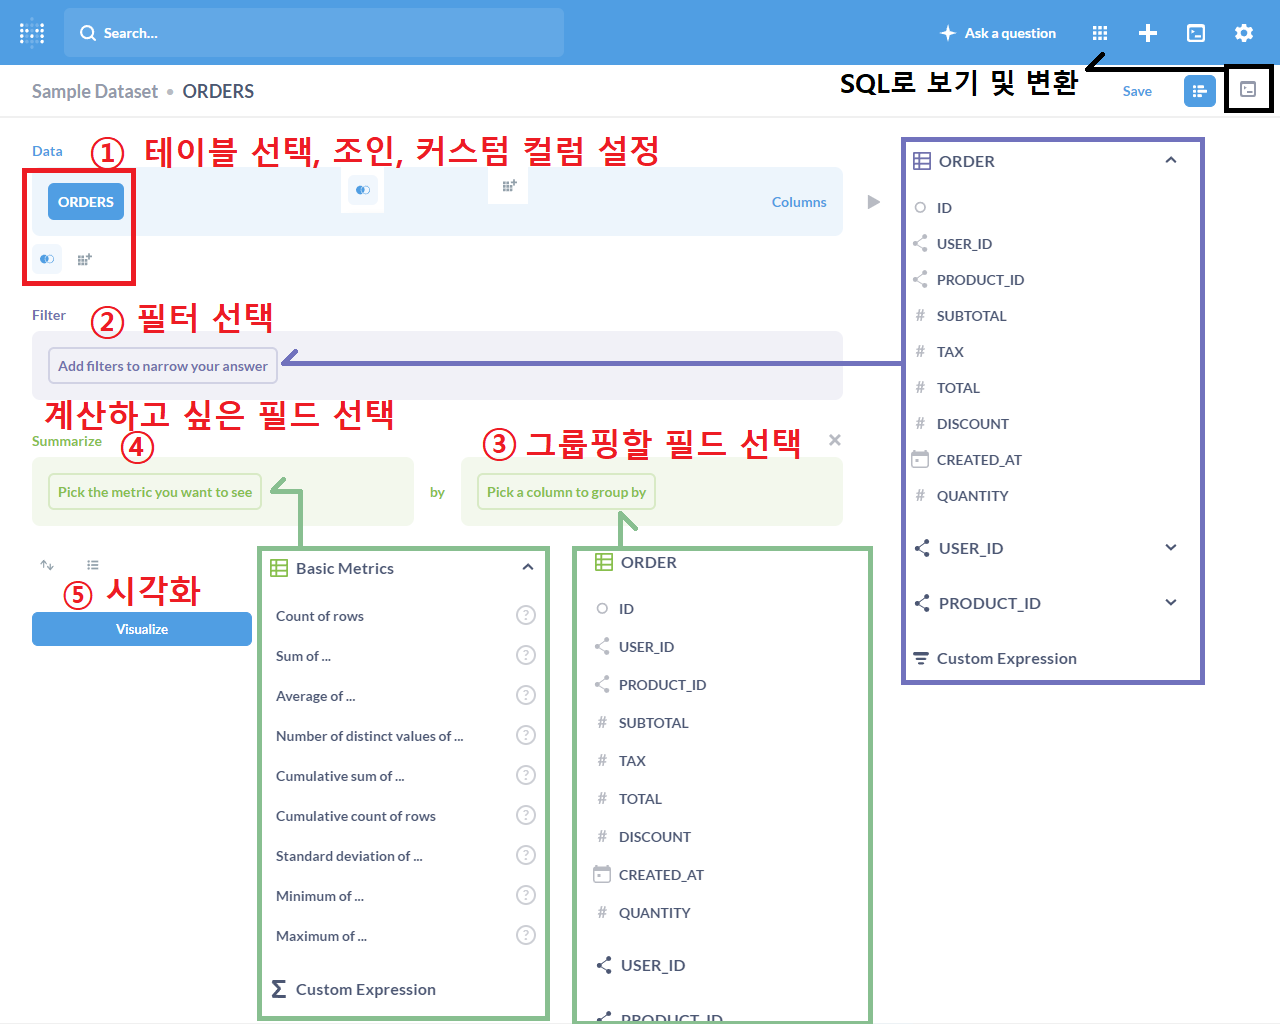 Search...
Ask a question
Sample Dataset • ORDERS
SQL로 보기 및 변환
Save
Data
① 테이블 선택, 조인, 커스텀 컬럼 설정
ORDERS
Columns
Filter
② 필터 선택
Add filters to narrow your answer
계산하고 싶은 필드 선택
Summarize
④
③ 그룹핑할 필드 선택
Pick the metric you want to see
by
Pick a column to group by
⑤ 시각화
Visualize
Basic Metrics
Count of rows
Sum of ...
Average of ...
Number of distinct values of ...
Cumulative sum of ...
Cumulative count of rows
Standard deviation of ...
Minimum of ...
Maximum of ...
Custom Expression
ORDER
ID
USER_ID
PRODUCT_ID
SUBTOTAL
TAX
TOTAL
DISCOUNT
CREATED_AT
QUANTITY
USER_ID
PRODUCT_ID
ORDER
ID
USER_ID
PRODUCT_ID
SUBTOTAL
TAX
TOTAL
DISCOUNT
CREATED_AT
QUANTITY
USER_ID
PRODUCT_ID
Custom Expression